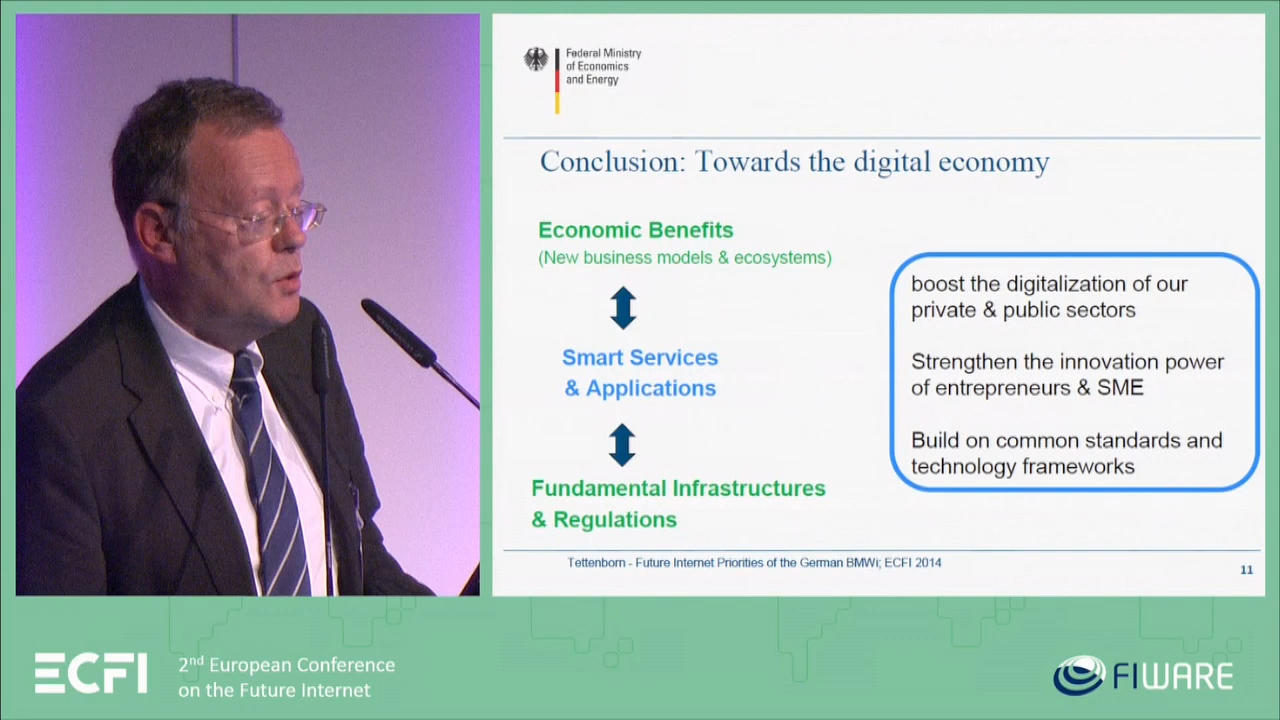 Federal Ministry
of Economics
and Energy
Conclusion: Towards the digital economy
Economic Benefits
(New business models & ecosystems)
Smart Services
& Applications
Fundamental Infrastructures
& Regulations
boost the digitalization of our
private & public sectors
Strengthen the innovation power
of entrepreneurs & SME
Build on common standards and
technology frameworks
Tettenborn - Future Internet Priorities of the German BMWi; ECFI 2014
11
ECFI
2nd European Conference
on the Future Internet
FIWARE